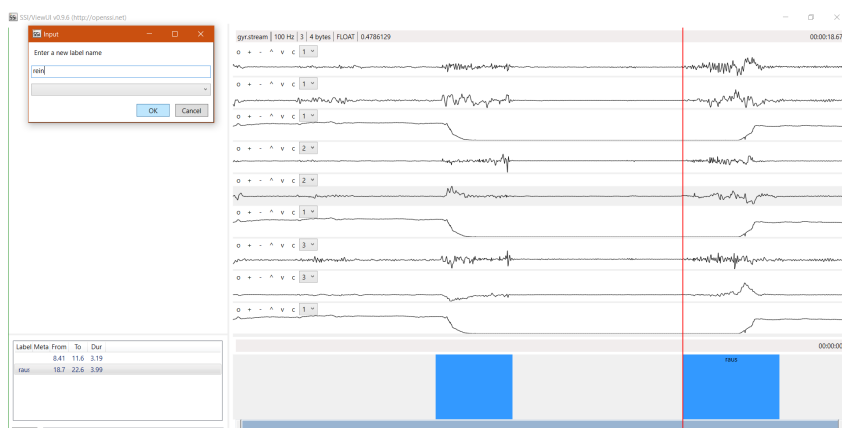 SSI/ViewUI v0.9.6 (http://openssi.net)
Input
Enter a new label name
rein
OK Cancel
gyr.stream 100 Hz 3 4 bytes FLOAT 0.4786129 00:00:18.67
o + - ^ v c 1
o + - ^ v c 1
o + - ^ v c 1
o + - ^ v c 2
o + - ^ v c 2
o + - ^ v c 1
o + - ^ v c 3
o + - ^ v c 3
o + - ^ v c 1
Label Meta From To Dur
8.41 11.6 3.19
raus 18.7 22.6 3.99
00:00:00
raus